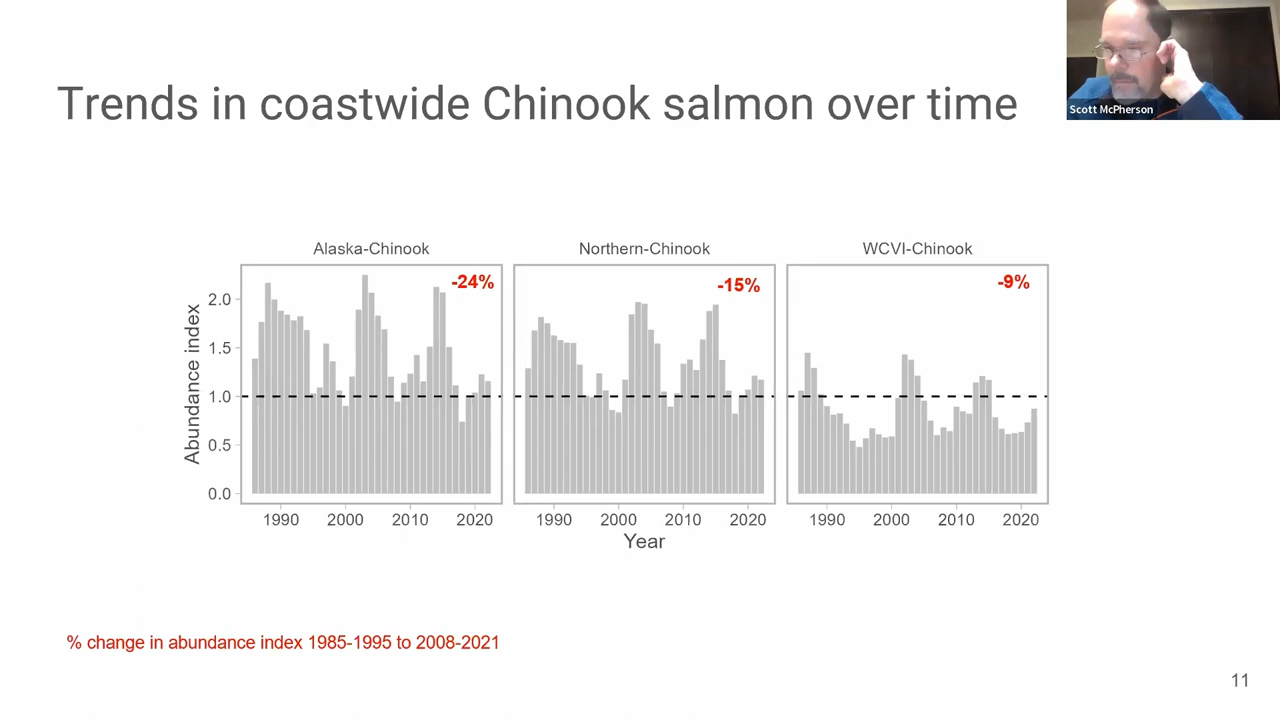 Trends in coastwide Chinook salmon over time
Scott McPherson
Alaska-Chinook
Northern-Chinook
WCVI-Chinook
-24%
-15%
-9%
Abundance index
2.0
1.5
1.0
0.5
0.0
1990 2000 2010 2020
1990 2000 2010 2020
1990 2000 2010 2020
Year
% change in abundance index 1985-1995 to 2008-2021
11